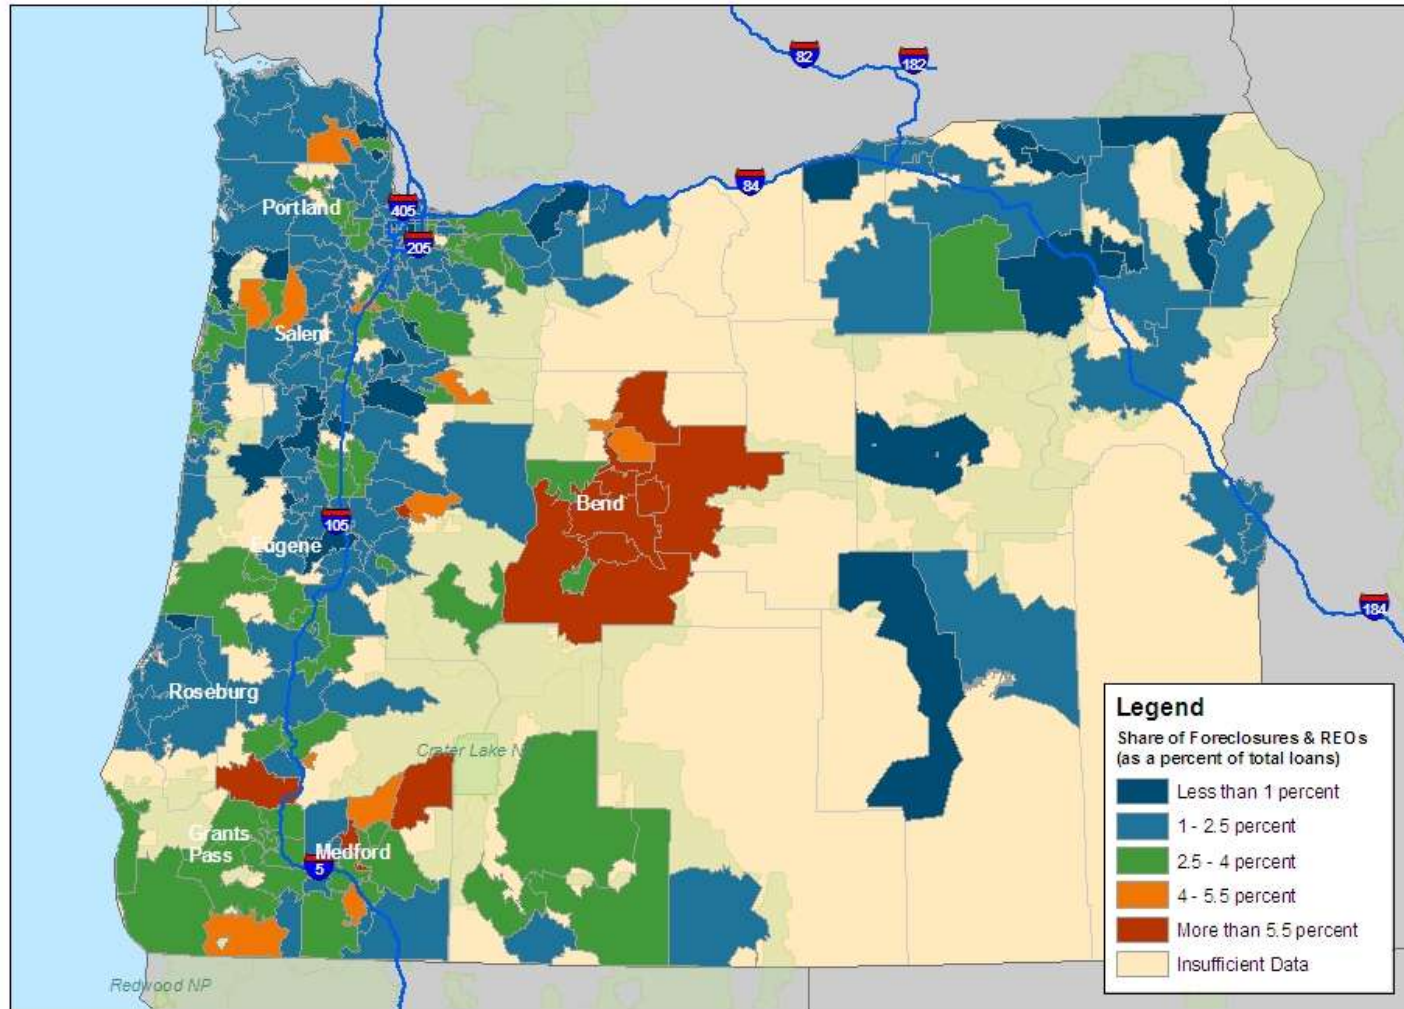 82
182
84
405
Portland
205
Salem
Bend
105
Eugene
184
Roseburg
Crater Lake N
Grants
Pass
Medford
5
Redwood NP
Legend
Share of Foreclosures & REOs
(as a percent of total loans)
Less than 1 percent
1 - 2.5 percent
2.5 - 4 percent
4 - 5.5 percent
More than 5.5 percent
Insufficient Data